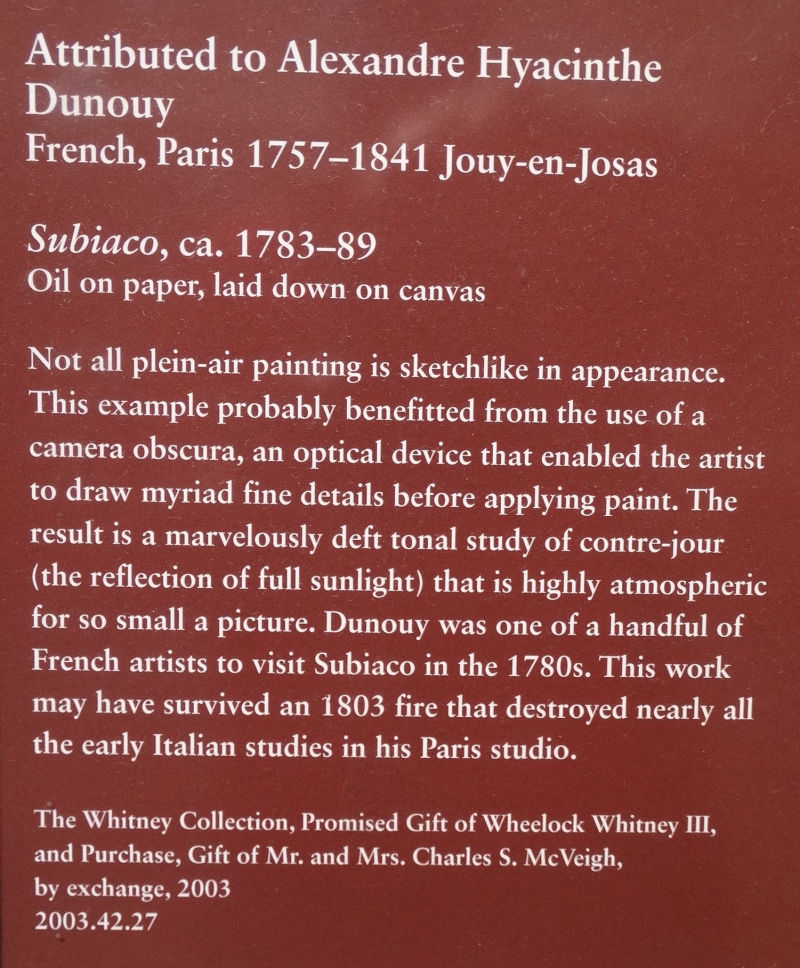 Attributed to Alexandre Hyacinthe
Dunouy
French, Paris 1757–1841 Jouy-en-Josas
Subiaco, ca. 1783–89
Oil on paper, laid down on canvas
Not all plein-air painting is sketchlike in appearance.
This example probably benefitted from the use of a
camera obscura, an optical device that enabled the artist
to draw myriad fine details before applying paint. The
result is a marvelously deft tonal study of contre-jour
(the reflection of full sunlight) that is highly atmospheric
for so small a picture. Dunouy was one of a handful of
French artists to visit Subiaco in the 1780s. This work
may have survived an 1803 fire that destroyed nearly all
the early Italian studies in his Paris studio.
The Whitney Collection, Promised Gift of Wheelock Whitney III,
and Purchase, Gift of Mr. and Mrs. Charles S. McVeigh,
by exchange, 2003
2003.42.27